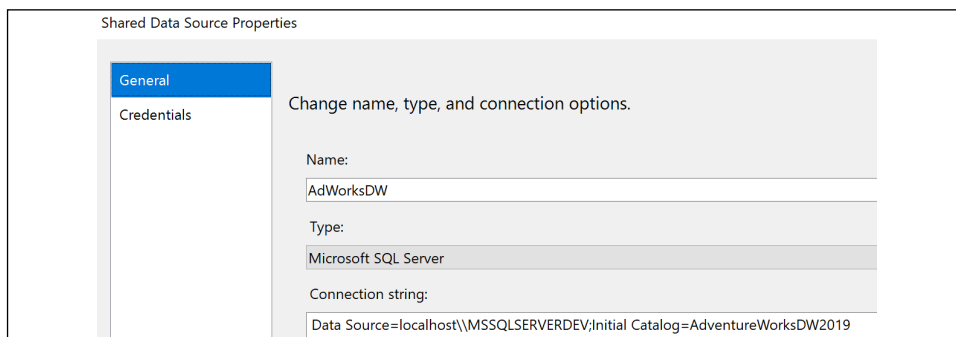 Shared Data Source Properties
General
Credentials
Change name, type, and connection options.
Name:
AdWorksDW
Type:
Microsoft SQL Server
Connection string:
Data Source=localhost\\MSSQLSERVERDEV;Initial Catalog=AdventureWorksDW2019